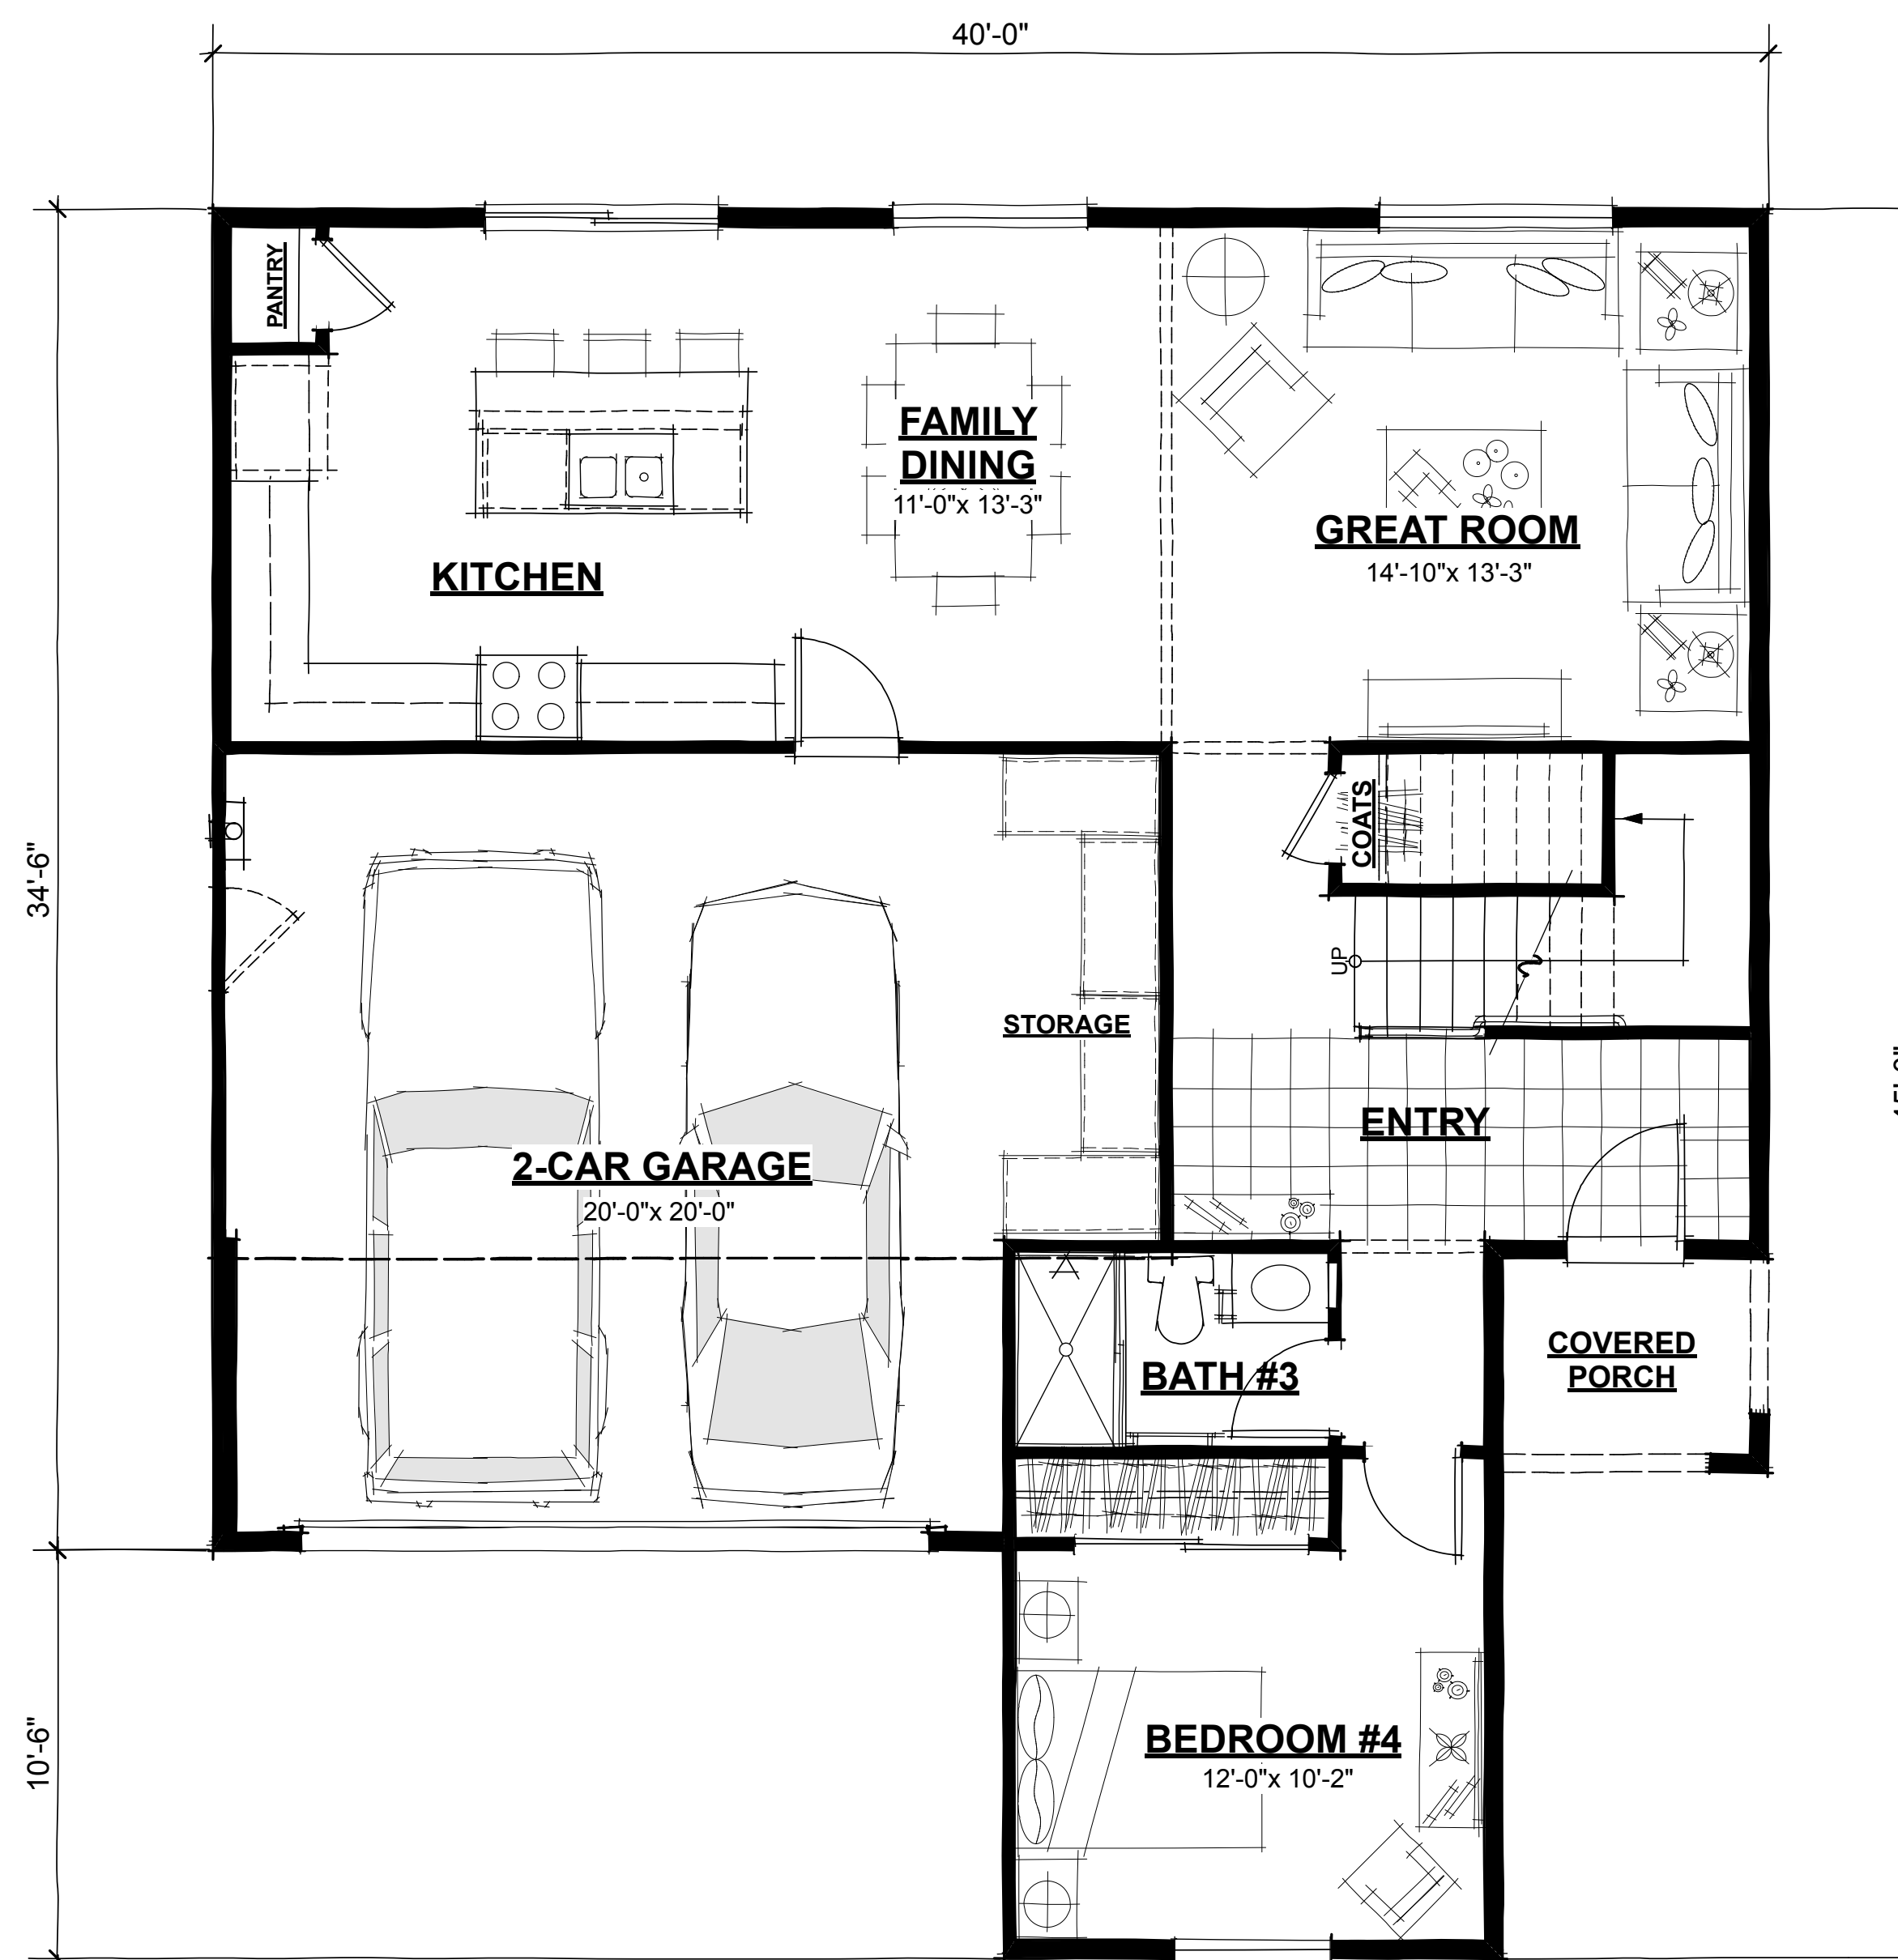 40'-0"
PANTRY
FAMILY
DINING
11'-0"x 13'-3"
GREAT ROOM
14'-10"x 13'-3"
KITCHEN
COATS
34'-6"
UP
STORAGE
ENTRY
2-CAR GARAGE
20'-0"x 20'-0"
COVERED
PORCH
BATH #3
10'-6"
BEDROOM #4
12'-0"x 10'-2"